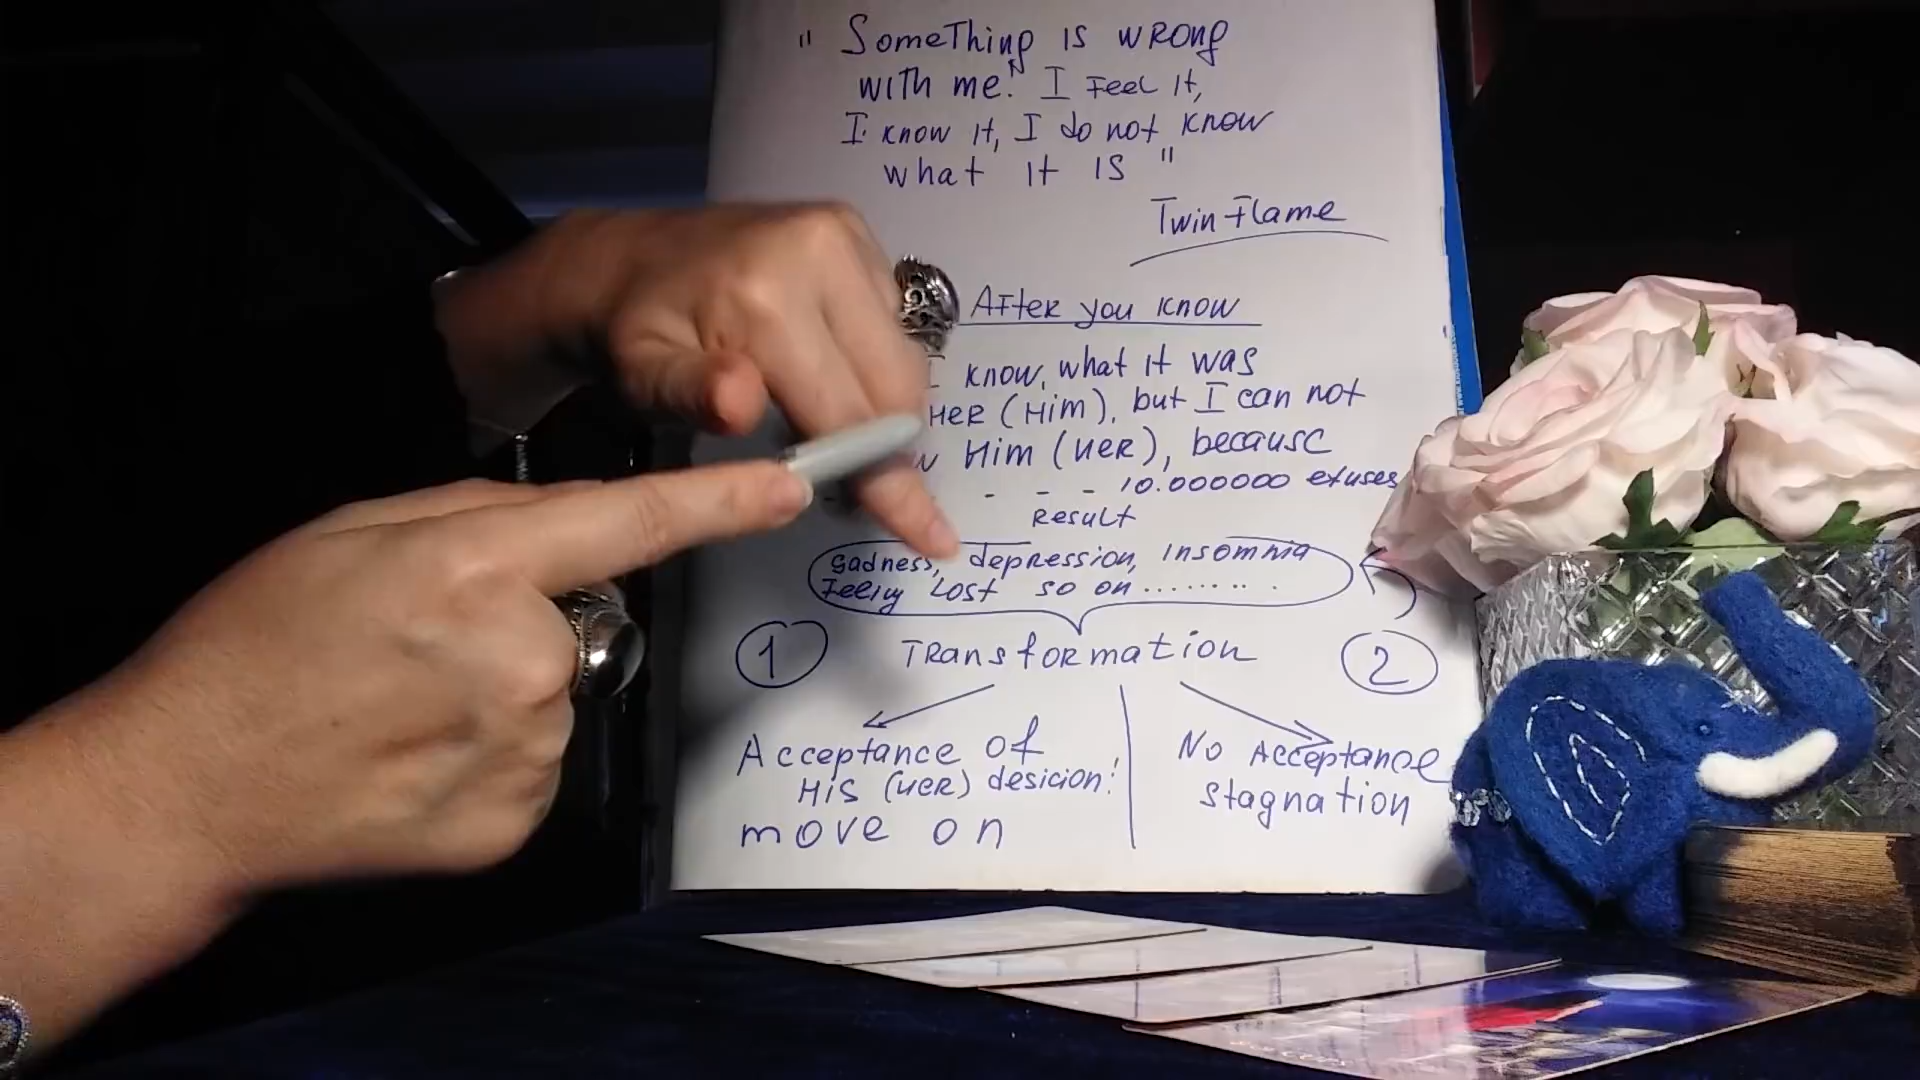 " Something is wrong
with me." I feel it,
I know it, I do not know
what it is "
Twin Flame
After you know
I know, what it was
HER (HIM), but I can not
HIM (HER), because
- - - 10.000000 exuses
Result
sadness, depression, insomnia
Feeliy Lost so on .........
1 Transformation 2
Acceptance of
His (HER) desicion!
move on
No Acceptance
stagnation